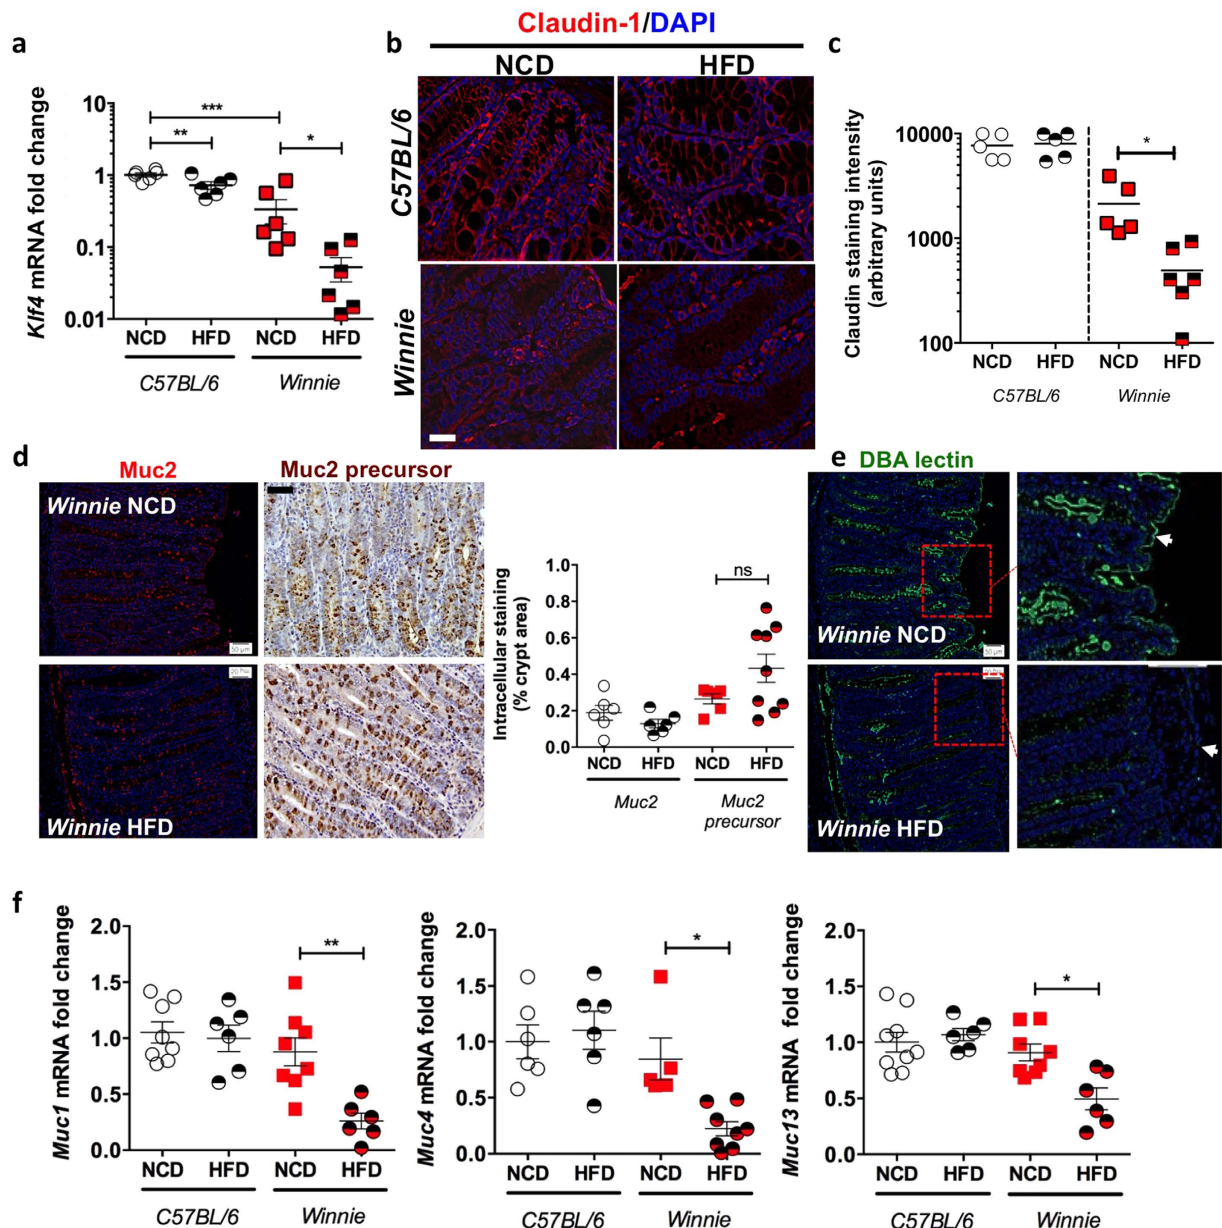 Claudin-1/DAPI
a
b
c
NCD
HFD
C57BL/6
Winnie
Klf4 mRNA fold change
10
1
0.1
0.01
***
**
*
NCD
HFD
NCD
HFD
C57BL/6
Winnie
Claudin staining intensity
(arbitrary units)
10000
1000
100
*
NCD
HFD
NCD
HFD
C57BL/6
Winnie
d
Muc2
Muc2 precursor
Winnie NCD
50 µm
Winnie HFD
Intracellular staining
(% crypt area)
1.0
0.8
0.6
0.4
0.2
0.0
ns
NCD
HFD
NCD
HFD
Muc2
Muc2
precursor
e
DBA lectin
Winnie NCD
50 µm
Winnie HFD
f
Muc1 mRNA fold change
2.0
1.5
1.0
0.5
0.0
**
NCD
HFD
NCD
HFD
C57BL/6
Winnie
Muc4 mRNA fold change
2.0
1.5
1.0
0.5
0.0
*
NCD
HFD
NCD
HFD
C57BL/6
Winnie
Muc13 mRNA fold change
2.0
1.5
1.0
0.5
0.0
*
NCD
HFD
NCD
HFD
C57BL/6
Winnie